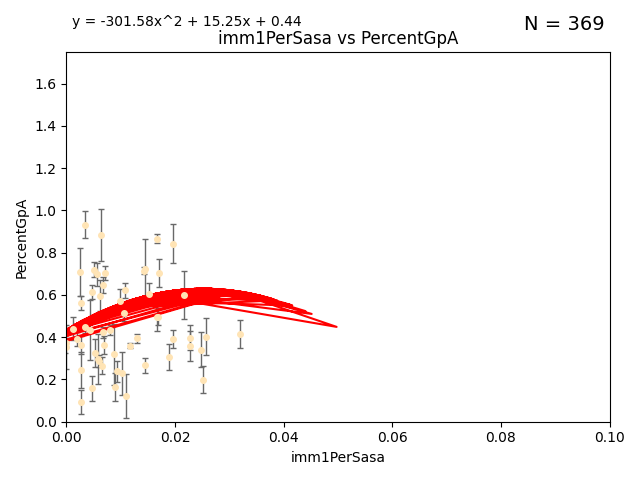 y = -301.58x^2 + 15.25x + 0.44
N = 369
imm1PerSasa vs PercentGpA
1.6
1.4
1.2
1.0
0.8
0.6
0.4
0.2
0.0
PercentGpA
0.00 0.02 0.04 0.06 0.08 0.10
imm1PerSasa